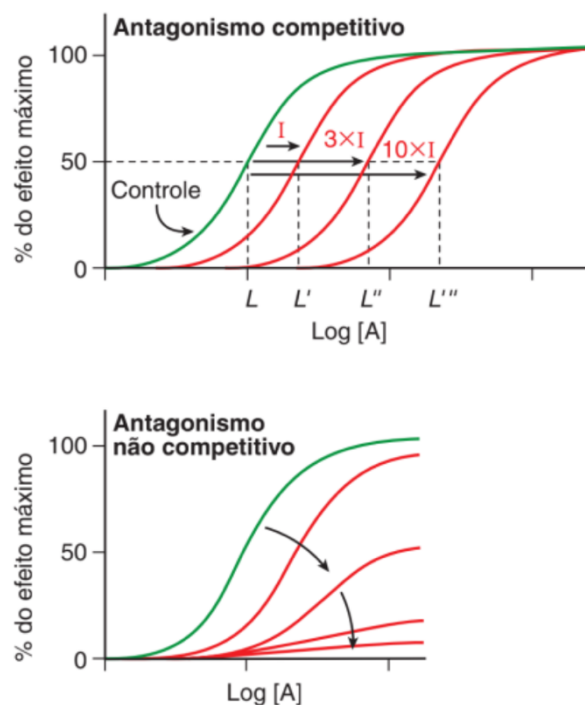 Antagonismo competitivo
% do efeito máximo
100
50
0
I
3×I
10×I
Controle
L
L'
L"
L'"
Log [A]
Antagonismo
não competitivo
% do efeito máximo
100
50
0
Log [A]